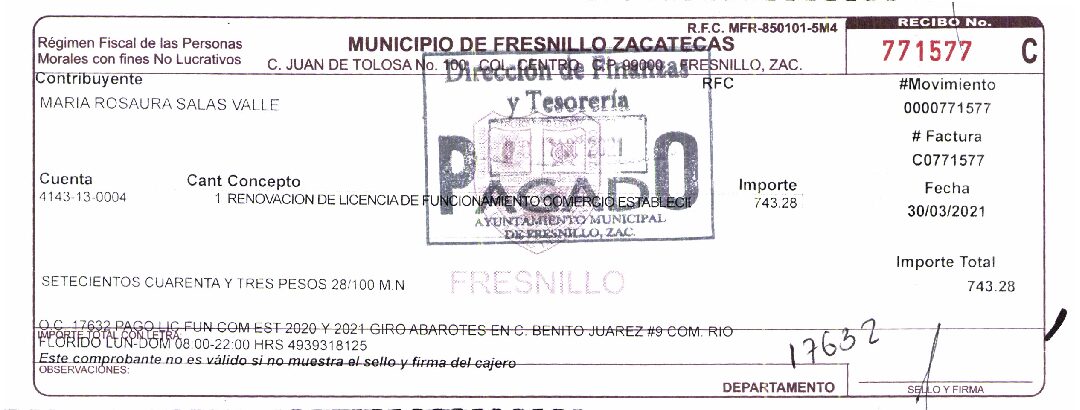 R.F.C. MFR-850101-5M4
RECIBO No.
Régimen Fiscal de las Personas
Morales con fines No Lucrativos
MUNICIPIO DE FRESNILLO ZACATECAS
C. JUAN DE TOLOSA No. 100, COL. CENTRO, C.P. 99000, FRESNILLO, ZAC.
771577 C
Contribuyente
RFC
#Movimiento
MARIA ROSAURA SALAS VALLE
0000771577
Dirección de Finanzas
y Tesorería
2021
PAGADO
AYUNTAMIENTO MUNICIPAL
DE FRESNILLO, ZAC.
# Factura
C0771577
Cuenta
Cant Concepto
Importe
Fecha
4143-13-0004
1 RENOVACION DE LICENCIA DE FUNCIONAMIENTO COMERCIO ESTABLECII
743.28
30/03/2021
Importe Total
SETECIENTOS CUARENTA Y TRES PESOS 28/100 M.N
FRESNILLO
743.28
O.C. 17632 PAGO LIC FUN COM EST 2020 Y 2021 GIRO ABAROTES EN C. BENITO JUAREZ #9 COM. RIO
IMPORTE TOTAL CON LETRA
FLORIDO LUN-DOM 08:00-22:00 HRS 4939318125
17632
Este comprobante no es válido si no muestra el sello y firma del cajero
OBSERVACIONES:
DEPARTAMENTO
SELLO Y FIRMA